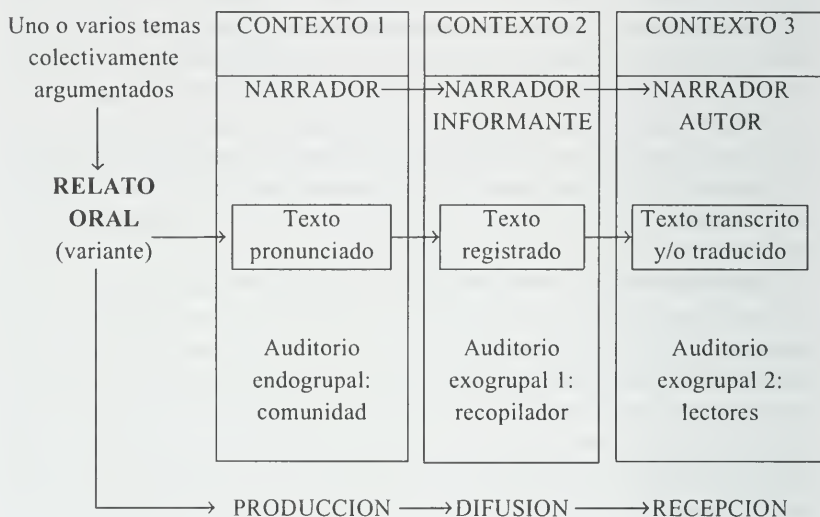 Uno o varios temas
colectivamente
argumentados
RELATO
ORAL
(variante)
CONTEXTO 1
NARRADOR
Texto
pronunciado
Auditorio
endogrupal:
comunidad
CONTEXTO 2
NARRADOR
INFORMANTE
Texto
registrado
Auditorio
exogrupal 1:
recopilador
CONTEXTO 3
NARRADOR
AUTOR
Texto transcrito
y/o traducido
Auditorio
exogrupal 2:
lectores
PRODUCCION
DIFUSION
RECEPCION